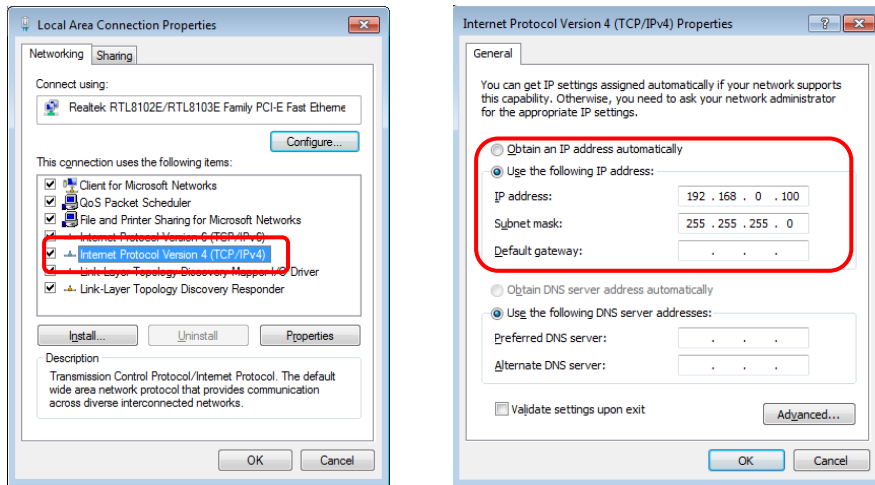 Local Area Connection Properties
Networking
Sharing
Connect using:
Realtek RTL8102E/RTL8103E Family PCI-E Fast Etheme
Configure...
This connection uses the following items:
Client for Microsoft Networks
QoS Packet Scheduler
File and Printer Sharing for Microsoft Networks
Internet Protocol Version 6 (TCP/IPv6)
Internet Protocol Version 4 (TCP/IPv4)
Link-Layer Topology Discovery Mapper I/O Driver
Link-Layer Topology Discovery Responder
Install...
Uninstall
Properties
Description
Transmission Control Protocol/Internet Protocol. The default
wide area network protocol that provides communication
across diverse interconnected networks.
OK
Cancel
Internet Protocol Version 4 (TCP/IPv4) Properties
General
You can get IP settings assigned automatically if your network supports
this capability. Otherwise, you need to ask your network administrator
for the appropriate IP settings.
Obtain an IP address automatically
Use the following IP address:
IP address: 192 . 168 . 0 . 100
Subnet mask: 255 . 255 . 255 . 0
Default gateway: . . .
Obtain DNS server address automatically
Use the following DNS server addresses:
Preferred DNS server: . . .
Alternate DNS server: . . .
Validate settings upon exit
Advanced...
OK
Cancel